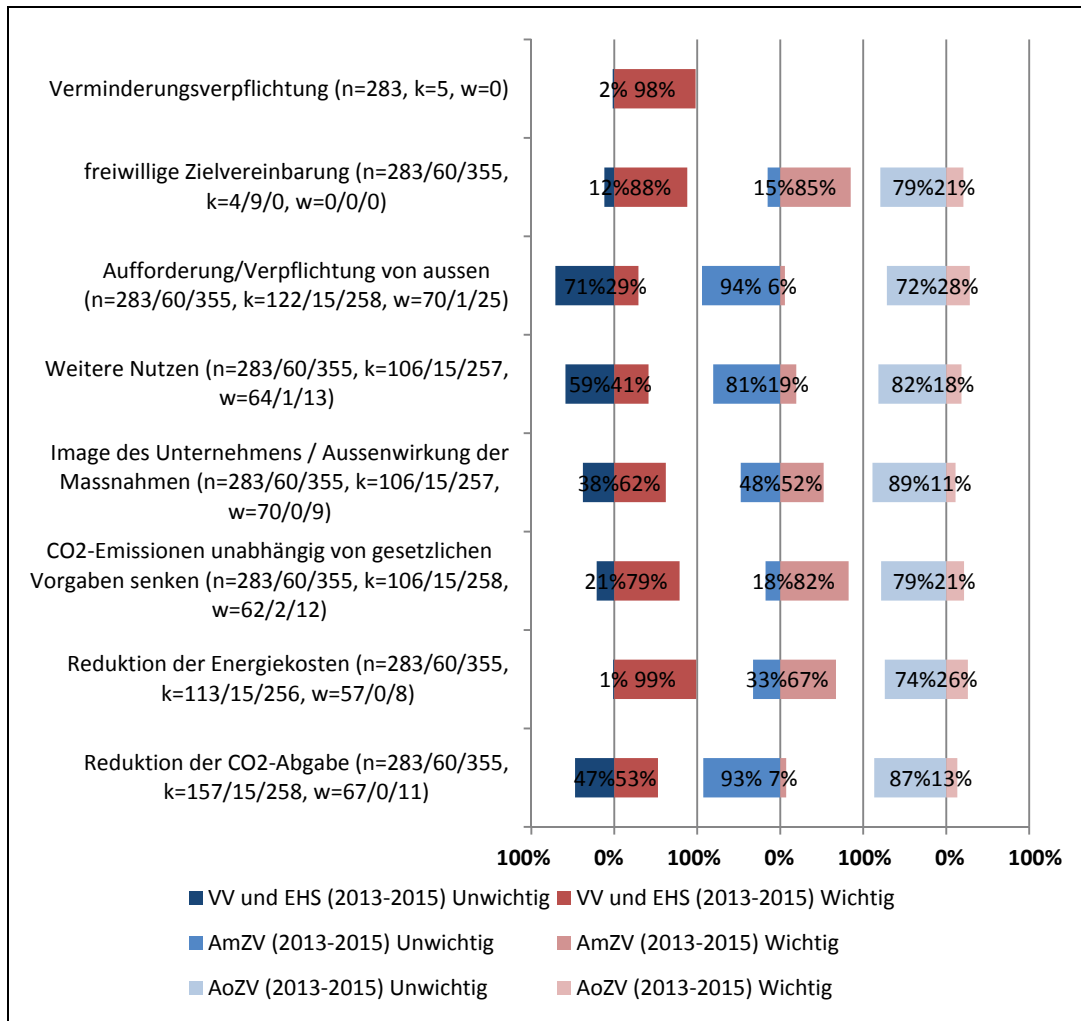 Verminderungsverpflichtung (n=283, k=5, w=0)
2% 98%
freiwillige Zielvereinbarung (n=283/60/355,
k=4/9/0, w=0/0/0)
12% 88% 15% 85% 79% 21%
Aufforderung/Verpflichtung von aussen
(n=283/60/355, k=122/15/258, w=70/1/25)
71% 29% 94% 6% 72% 28%
Weitere Nutzen (n=283/60/355, k=106/15/257,
w=64/1/13)
59% 41% 81% 19% 82% 18%
Image des Unternehmens / Aussenwirkung der
Massnahmen (n=283/60/355, k=106/15/257,
w=70/0/9)
38% 62% 48% 52% 89% 11%
CO2-Emissionen unabhängig von gesetzlichen
Vorgaben senken (n=283/60/355, k=106/15/258,
w=62/2/12)
21% 79% 18% 82% 79% 21%
Reduktion der Energiekosten (n=283/60/355,
k=113/15/256, w=57/0/8)
1% 99% 33% 67% 74% 26%
Reduktion der CO2-Abgabe (n=283/60/355,
k=157/15/258, w=67/0/11)
47% 53% 93% 7% 87% 13%
100% 0% 100% 0% 100% 0% 100%
VV und EHS (2013-2015) Unwichtig VV und EHS (2013-2015) Wichtig
AmZV (2013-2015) Unwichtig AmZV (2013-2015) Wichtig
AoZV (2013-2015) Unwichtig AoZV (2013-2015) Wichtig